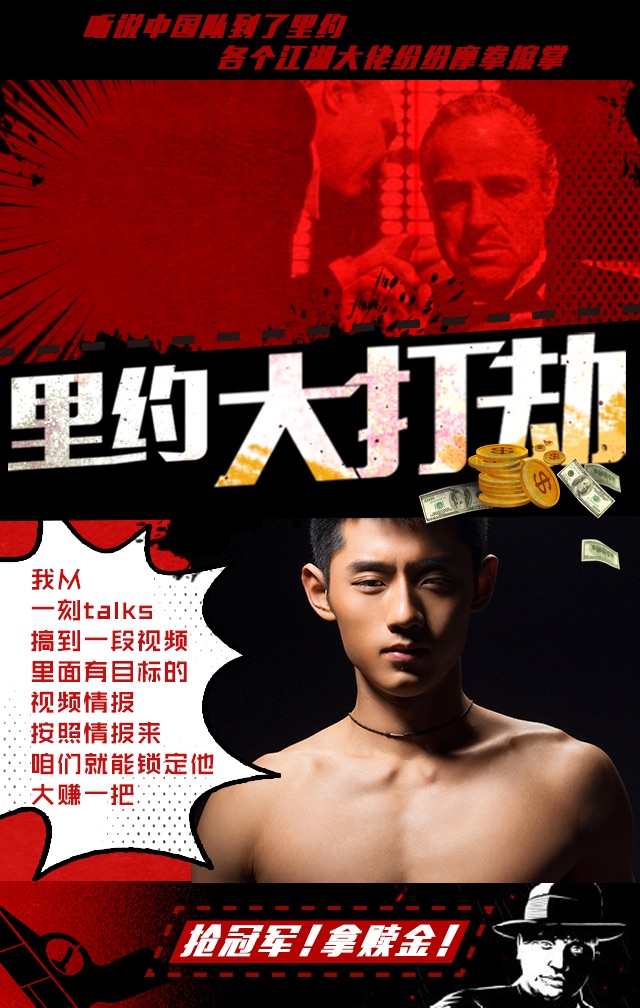 听说中国队到了里约
各个江湖大佬纷纷摩拳擦掌
里约大打劫
我从
一刻talks
搞到一段视频
里面有目标的
视频情报
按照情报来
咱们就能锁定他
大赚一把
抢冠军！拿赎金！